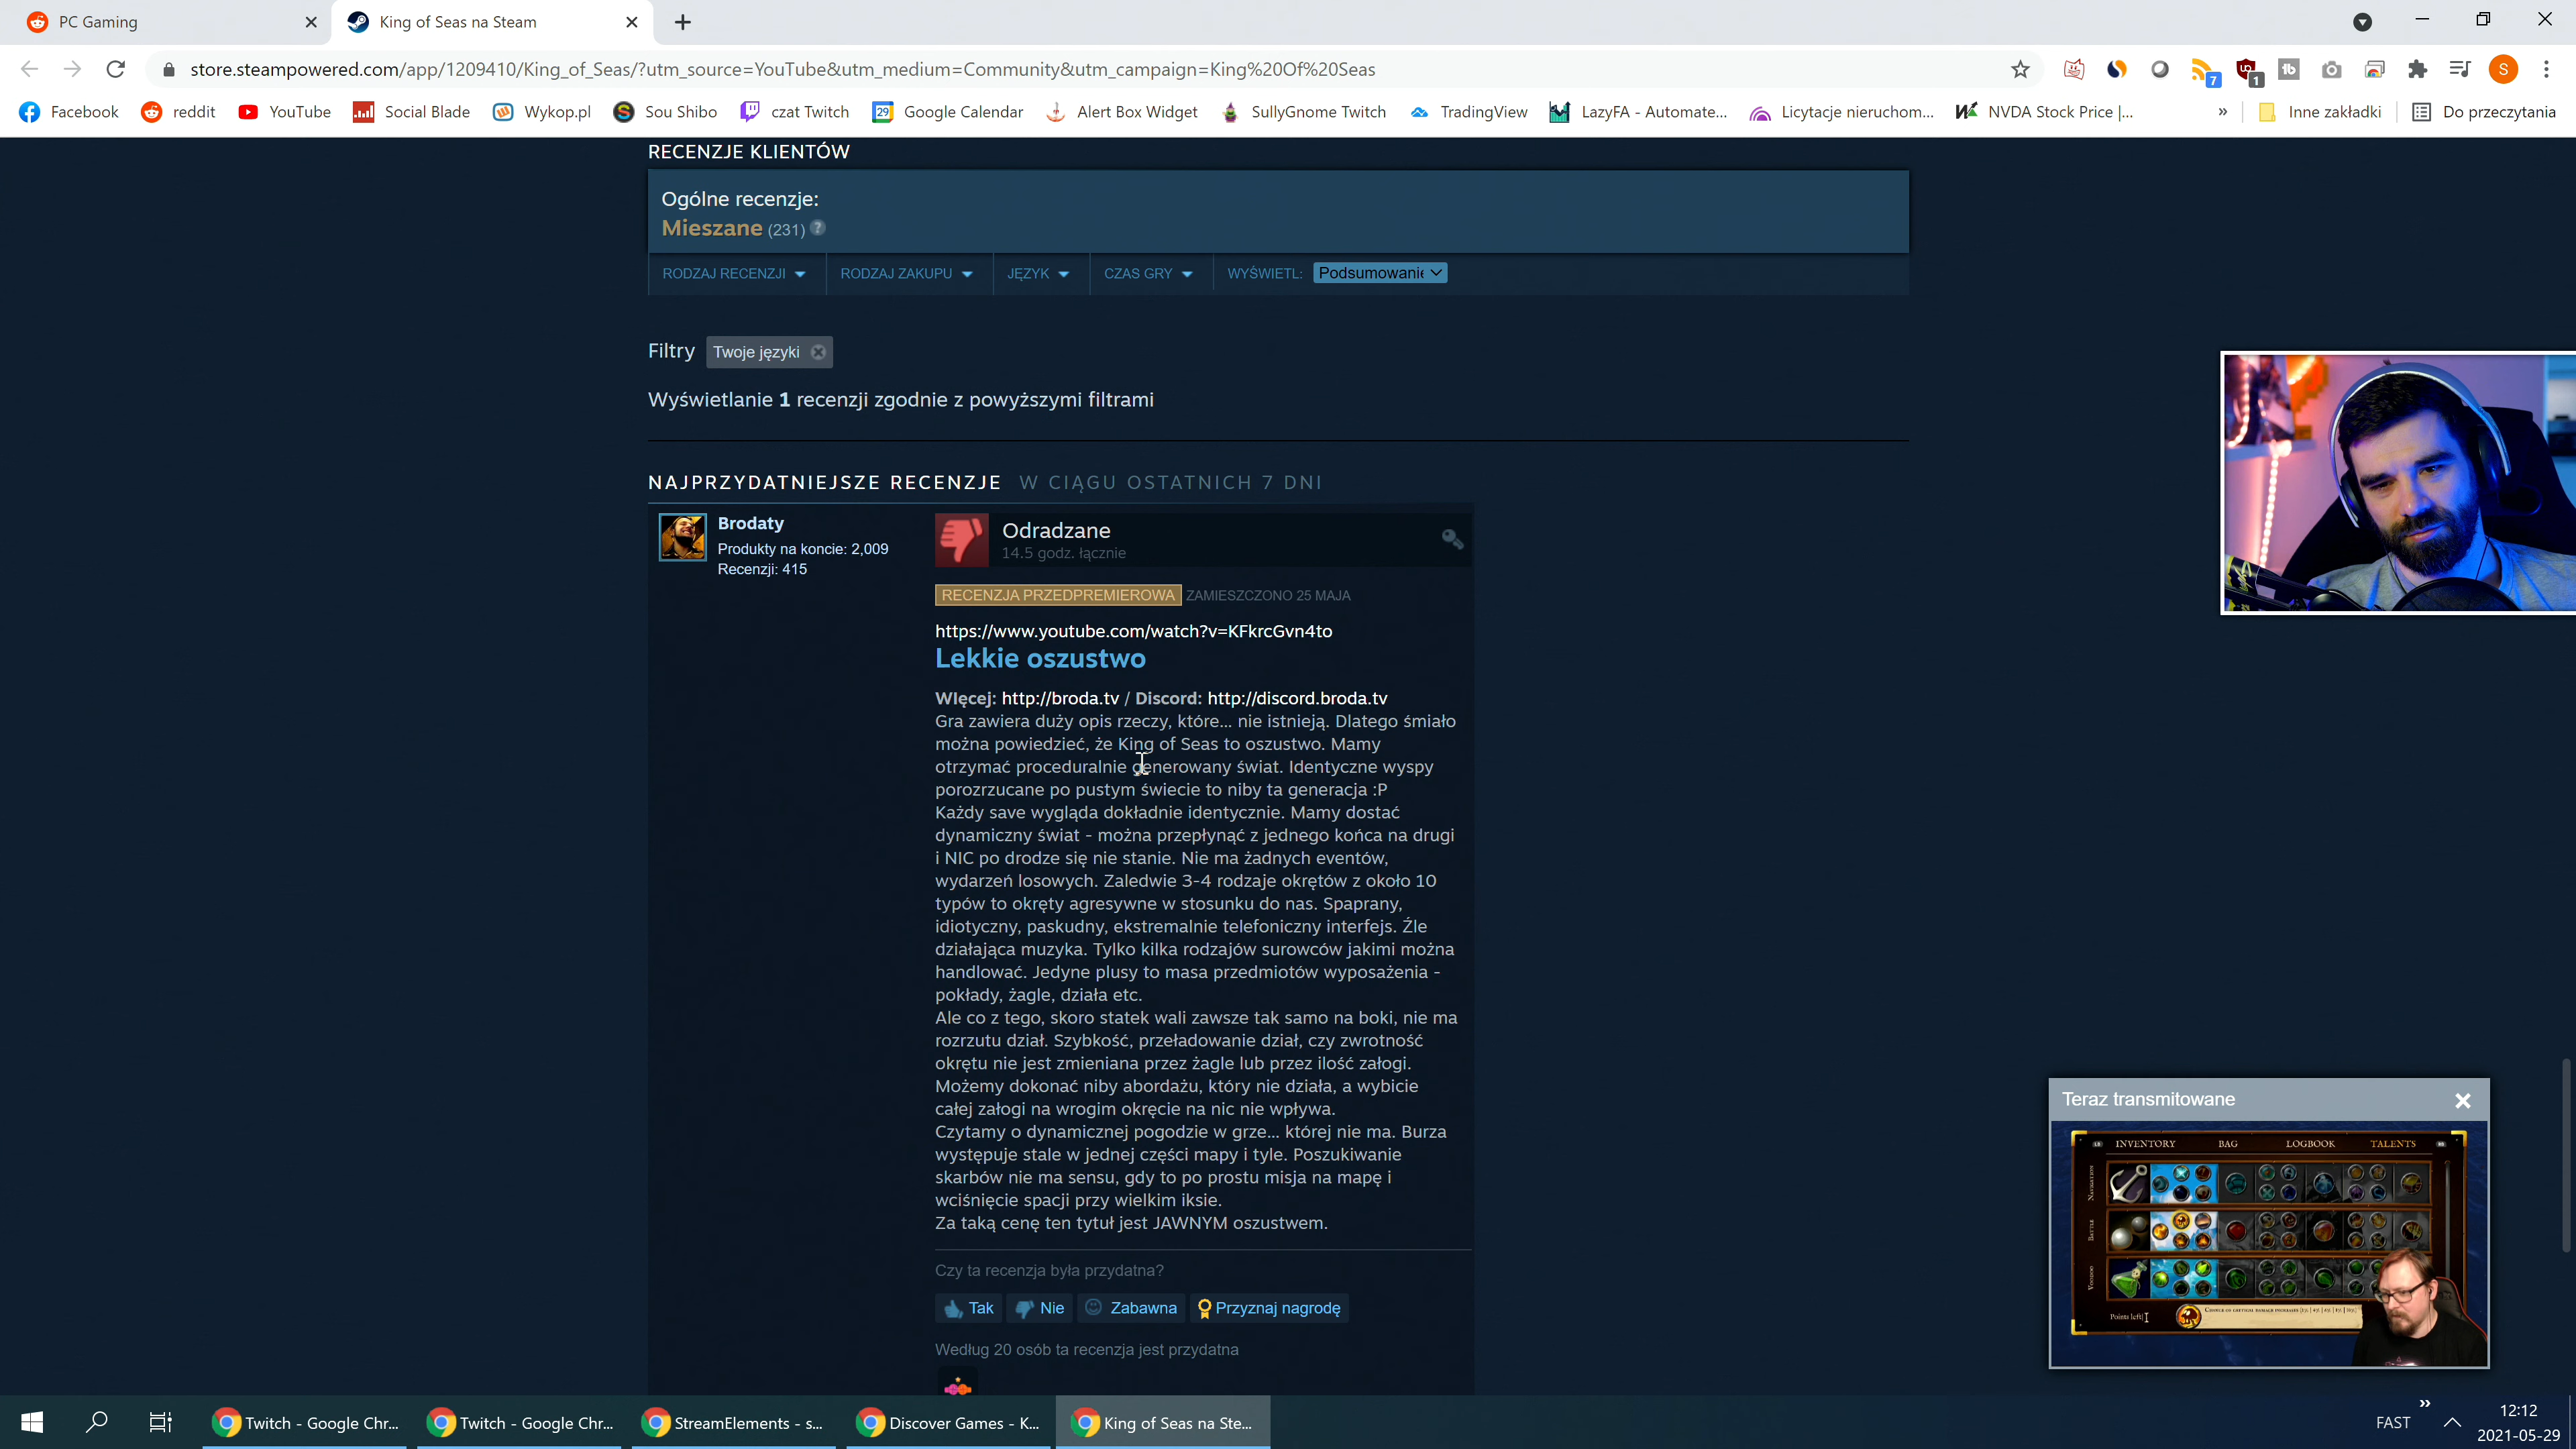 PC Gaming
King of Seas na Steam
store.steampowered.com/app/1209410/King_of_Seas/?utm_source=YouTube&utm_medium=Community&utm_campaign=King%20Of%20Seas
7
1
S
Facebook
reddit
YouTube
Social Blade
Wykop.pl
Sou Shibo
czat Twitch
29
Google Calendar
Alert Box Widget
SullyGnome Twitch
TradingView
LazyFA - Automate...
Licytacje nieruchom...
NVDA Stock Price |...
»
Inne zakładki
Do przeczytania
RECENZJE KLIENTÓW
Ogólne recenzje:
Mieszane (231) ?
RODZAJ RECENZJI
RODZAJ ZAKUPU
JĘZYK
CZAS GRY
WYŚWIETL:
Podsumowanie
Filtry
Twoje języki
Wyświetlanie 1 recenzji zgodnie z powyższymi filtrami
NAJPRZYDATNIEJSZE RECENZJE W CIĄGU OSTATNICH 7 DNI
Brodaty
Produkty na koncie: 2,009
Recenzji: 415
Odradzane
14.5 godz. łącznie
RECENZJA PRZEDPREMIEROWA ZAMIESZCZONO 25 MAJA
https://www.youtube.com/watch?v=KFkrcGvn4to
Lekkie oszustwo
WIęcej: http://broda.tv / Discord: http://discord.broda.tv
Gra zawiera duży opis rzeczy, które... nie istnieją. Dlatego śmiało
można powiedzieć, że King of Seas to oszustwo. Mamy
otrzymać proceduralnie generowany świat. Identyczne wyspy
porozrzucane po pustym świecie to niby ta generacja :P
Każdy save wygląda dokładnie identycznie. Mamy dostać
dynamiczny świat - można przepłynąć z jednego końca na drugi
i NIC po drodze się nie stanie. Nie ma żadnych eventów,
wydarzeń losowych. Zaledwie 3-4 rodzaje okrętów z około 10
typów to okręty agresywne w stosunku do nas. Spaprany,
idiotyczny, paskudny, ekstremalnie telefoniczny interfejs. Źle
działająca muzyka. Tylko kilka rodzajów surowców jakimi można
handlować. Jedyne plusy to masa przedmiotów wyposażenia -
pokłady, żagle, działa etc.
Ale co z tego, skoro statek wali zawsze tak samo na boki, nie ma
rozrzutu dział. Szybkość, przeładowanie dział, czy zwrotność
okrętu nie jest zmieniana przez żagle lub przez ilość załogi.
Możemy dokonać niby abordażu, który nie działa, a wybicie
całej załogi na wrogim okręcie na nic nie wpływa.
Czytamy o dynamicznej pogodzie w grze... której nie ma. Burza
występuje stale w jednej części mapy i tyle. Poszukiwanie
skarbów nie ma sensu, gdy to po prostu misja na mapę i
wciśnięcie spacji przy wielkim iksie.
Za taką cenę ten tytuł jest JAWNYM oszustwem.
Czy ta recenzja była przydatna?
Tak
Nie
Zabawna
Przyznaj nagrodę
Według 20 osób ta recenzja jest przydatna
Teraz transmitowane
INVENTORY
BAG
LOGBOOK
TALENTS
NAVIGATION
BATTLE
VOODOO
Points left:
Twitch - Google Chr...
Twitch - Google Chr...
StreamElements - s...
Discover Games - K...
King of Seas na Ste...
FAST
»
12:12
2021-05-29